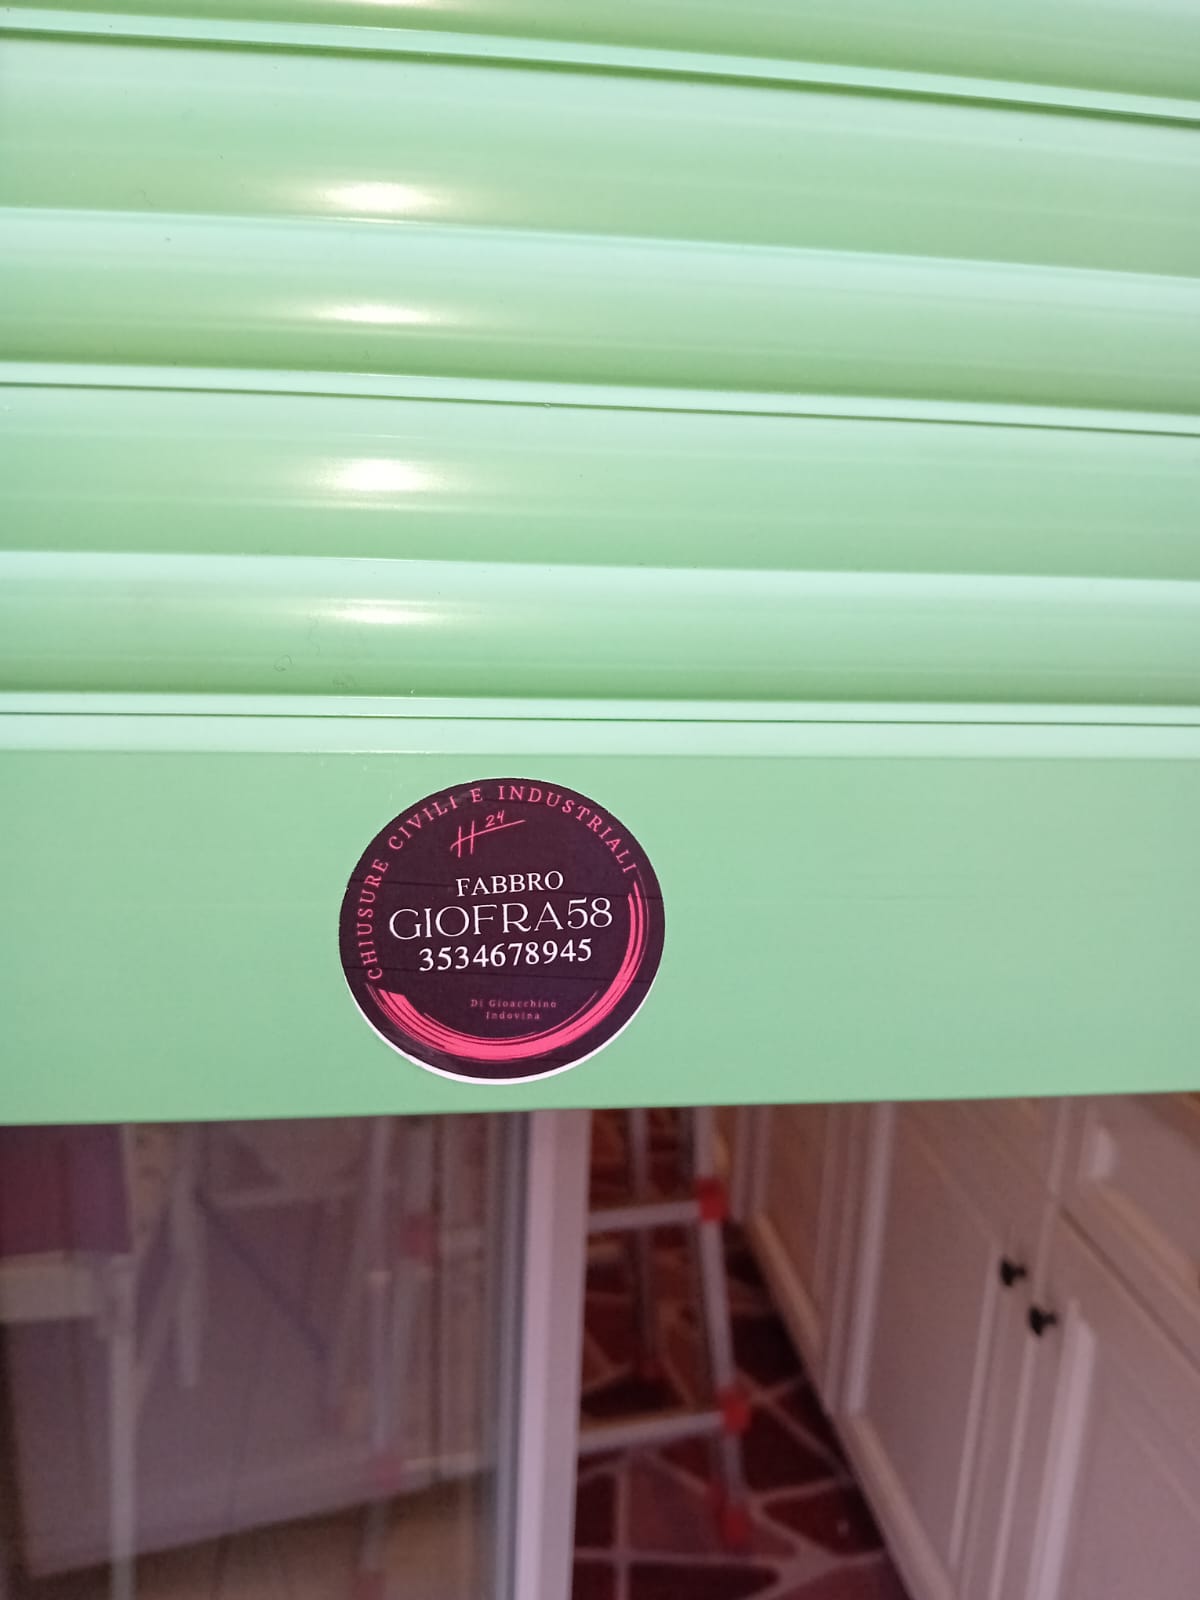 CHIUSURE CIVILI E INDUSTRIALI
H24
FABBRO
GIOFRA58
3534678945
Di Gioacchino
Indovina